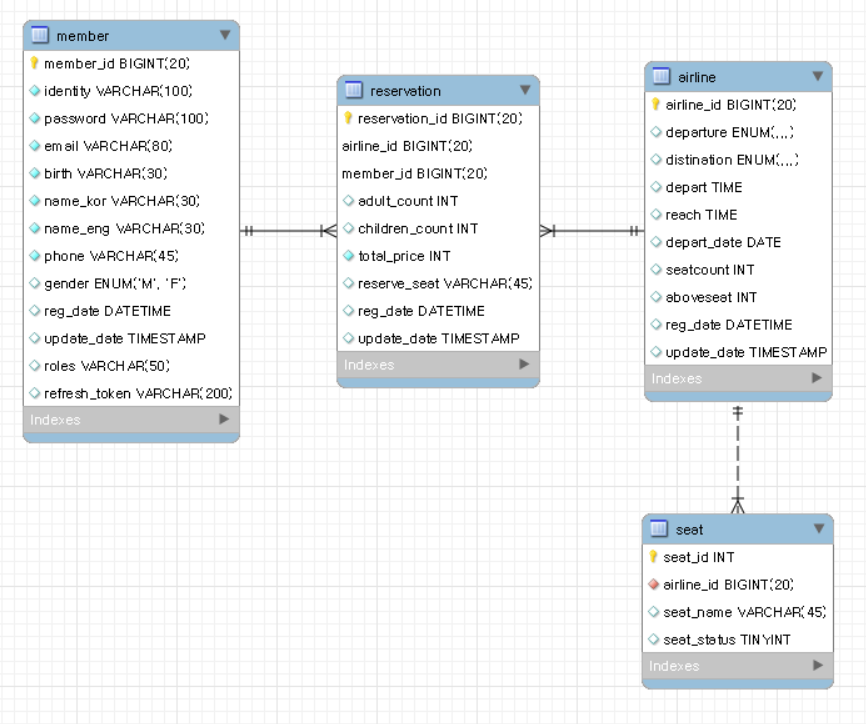 member
member_id BIGINT(20)
identity VARCHAR(100)
password VARCHAR(100)
email VARCHAR(80)
birth VARCHAR(30)
name_kor VARCHAR(30)
name_eng VARCHAR(30)
phone VARCHAR(45)
gender ENUM('M', 'F')
reg_date DATETIME
update_date TIMESTAMP
roles VARCHAR(50)
refresh_token VARCHAR(200)
Indexes
reservation
reservation_id BIGINT(20)
airline_id BIGINT(20)
member_id BIGINT(20)
adult_count INT
children_count INT
total_price INT
reserve_seat VARCHAR(45)
reg_date DATETIME
update_date TIMESTAMP
Indexes
airline
airline_id BIGINT(20)
departure ENUM(...)
distination ENUM(...)
depart TIME
reach TIME
depart_date DATE
seatcount INT
aboveseat INT
reg_date DATETIME
update_date TIMESTAMP
Indexes
seat
seat_id INT
airline_id BIGINT(20)
seat_name VARCHAR(45)
seat_status TINYINT
Indexes